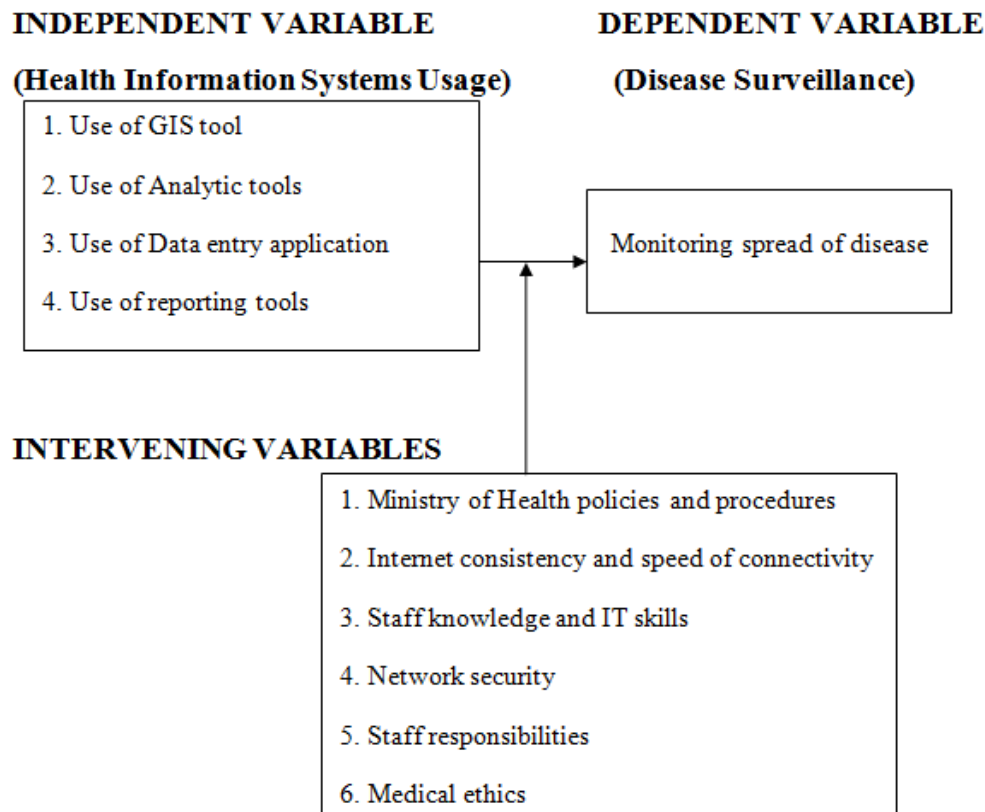 INDEPENDENT VARIABLE
(Health Information Systems Usage)
1. Use of GIS tool
2. Use of Analytic tools
3. Use of Data entry application
4. Use of reporting tools
DEPENDENT VARIABLE
(Disease Surveillance)
Monitoring spread of disease
INTERVENING VARIABLES
1. Ministry of Health policies and procedures
2. Internet consistency and speed of connectivity
3. Staff knowledge and IT skills
4. Network security
5. Staff responsibilities
6. Medical ethics